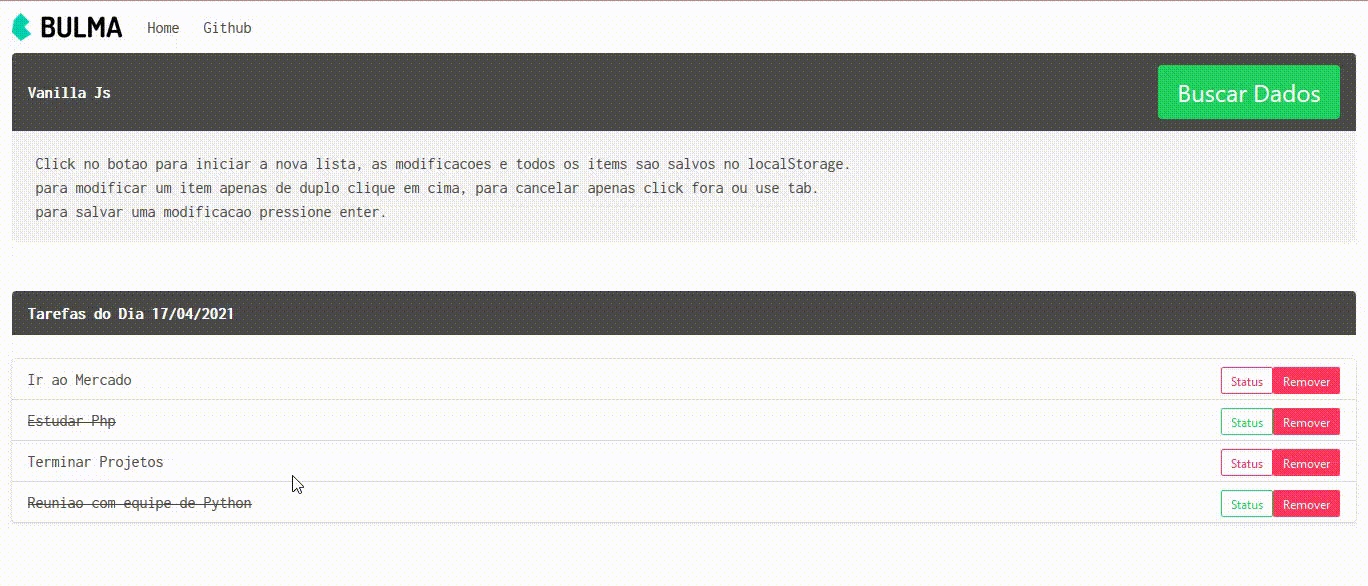 BULMA Home Github
Vanilla Js Buscar Dados
Click no botao para iniciar a nova lista, as modificacoes e todos os items sao salvos no localStorage.
para modificar um item apenas de duplo clique em cima, para cancelar apenas click fora ou use tab.
para salvar uma modificacao pressione enter.
Tarefas do Dia 17/04/2021
Ir ao Mercado Status Remover
Estudar Php Status Remover
Terminar Projetos Status Remover
Reuniao com equipe de Python Status Remover